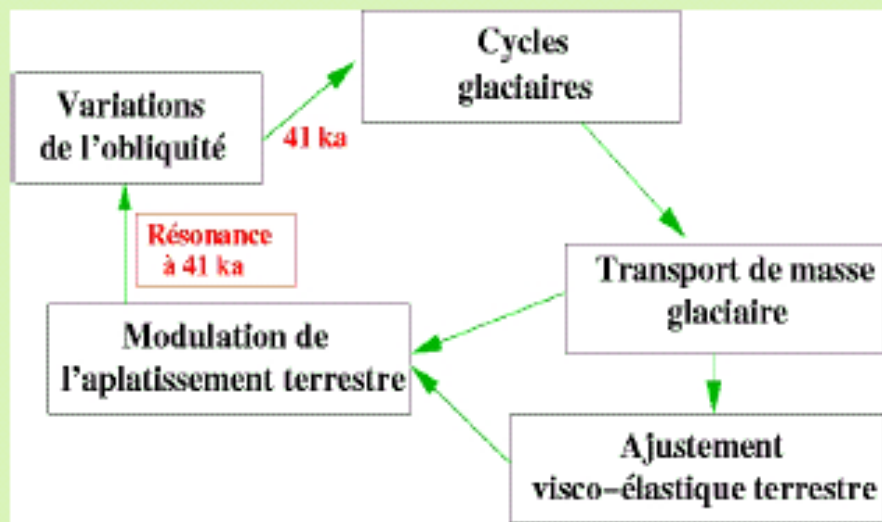 Cycles
glaciaires
Variations
de l'obliquité
41 ka
Résonance
à 41 ka
Transport de masse
glaciaire
Modulation de
l'aplatissement terrestre
Ajustement
visco-élastique terrestre